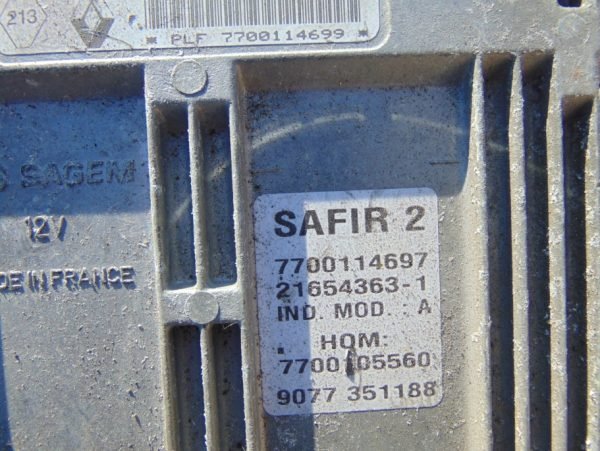 213
* PLF 7700114699 *
SAGEM
12V
DE IN FRANCE
SAFIR 2
7700114697
21654363-1
IND. MOD. : A
. HOM:
7700105560
9077 351188